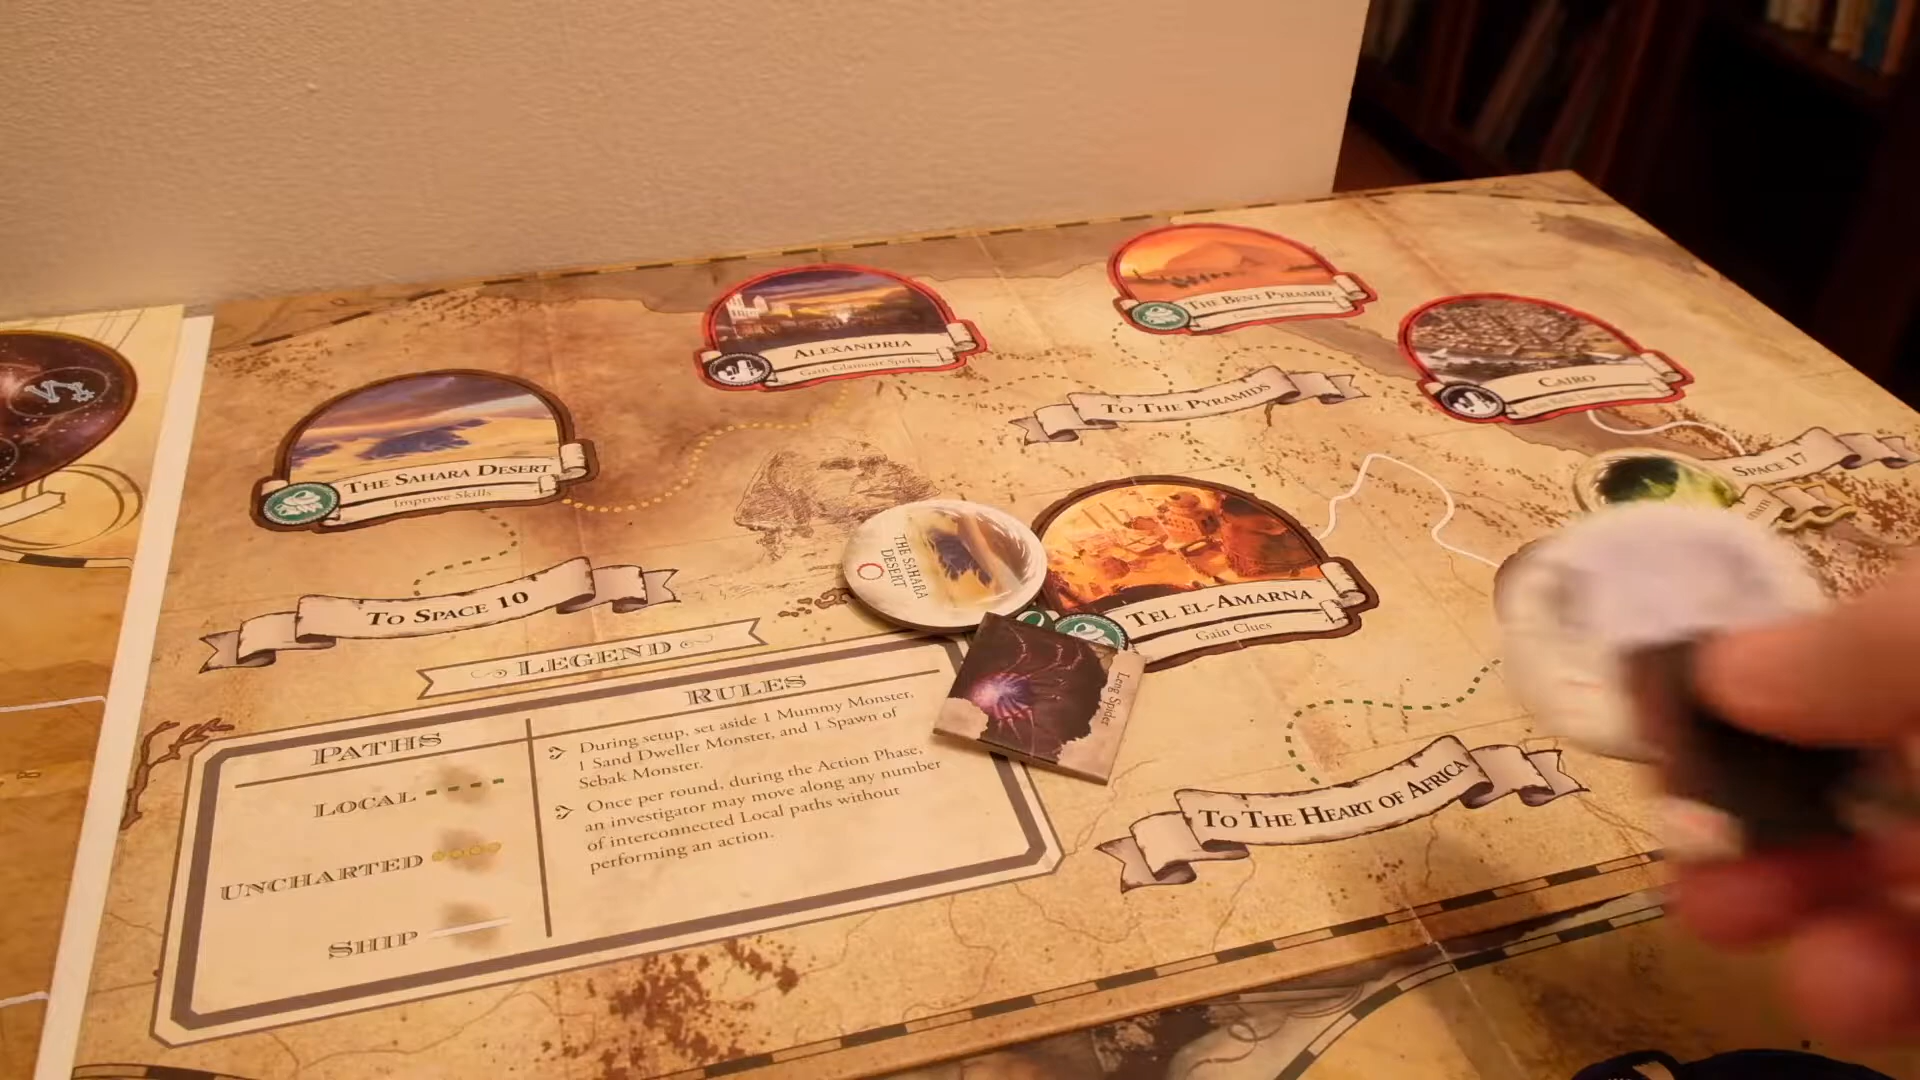 THE BENT PYRAMID
ALEXANDRIA
Gain Glamour Spells
CAIRO
TO THE PYRAMIDS
THE SAHARA DESERT
Improve Skills
SPACE 17
THE SAHARA
DESERT
TO SPACE 10
TEL EL-AMARNA
Gain Clues
LEGEND
Leng Spider
PATHS
LOCAL
UNCHARTED
SHIP
RULES
During setup, set aside 1 Mummy Monster,
1 Sand Dweller Monster, and 1 Spawn of
Sebak Monster.
Once per round, during the Action Phase,
an investigator may move along any number
of interconnected Local paths without
performing an action.
TO THE HEART OF AFRICA